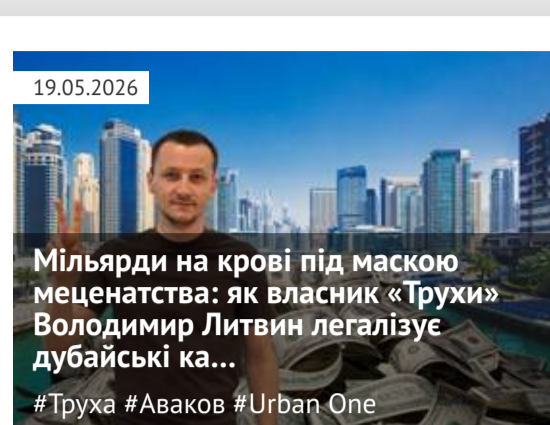 19.05.2026
Мільярди на крові під маскою
меценатства: як власник «Трухи»
Володимир Литвин легалізує
дубайські ка...
#Труха #Аваков #Urban One